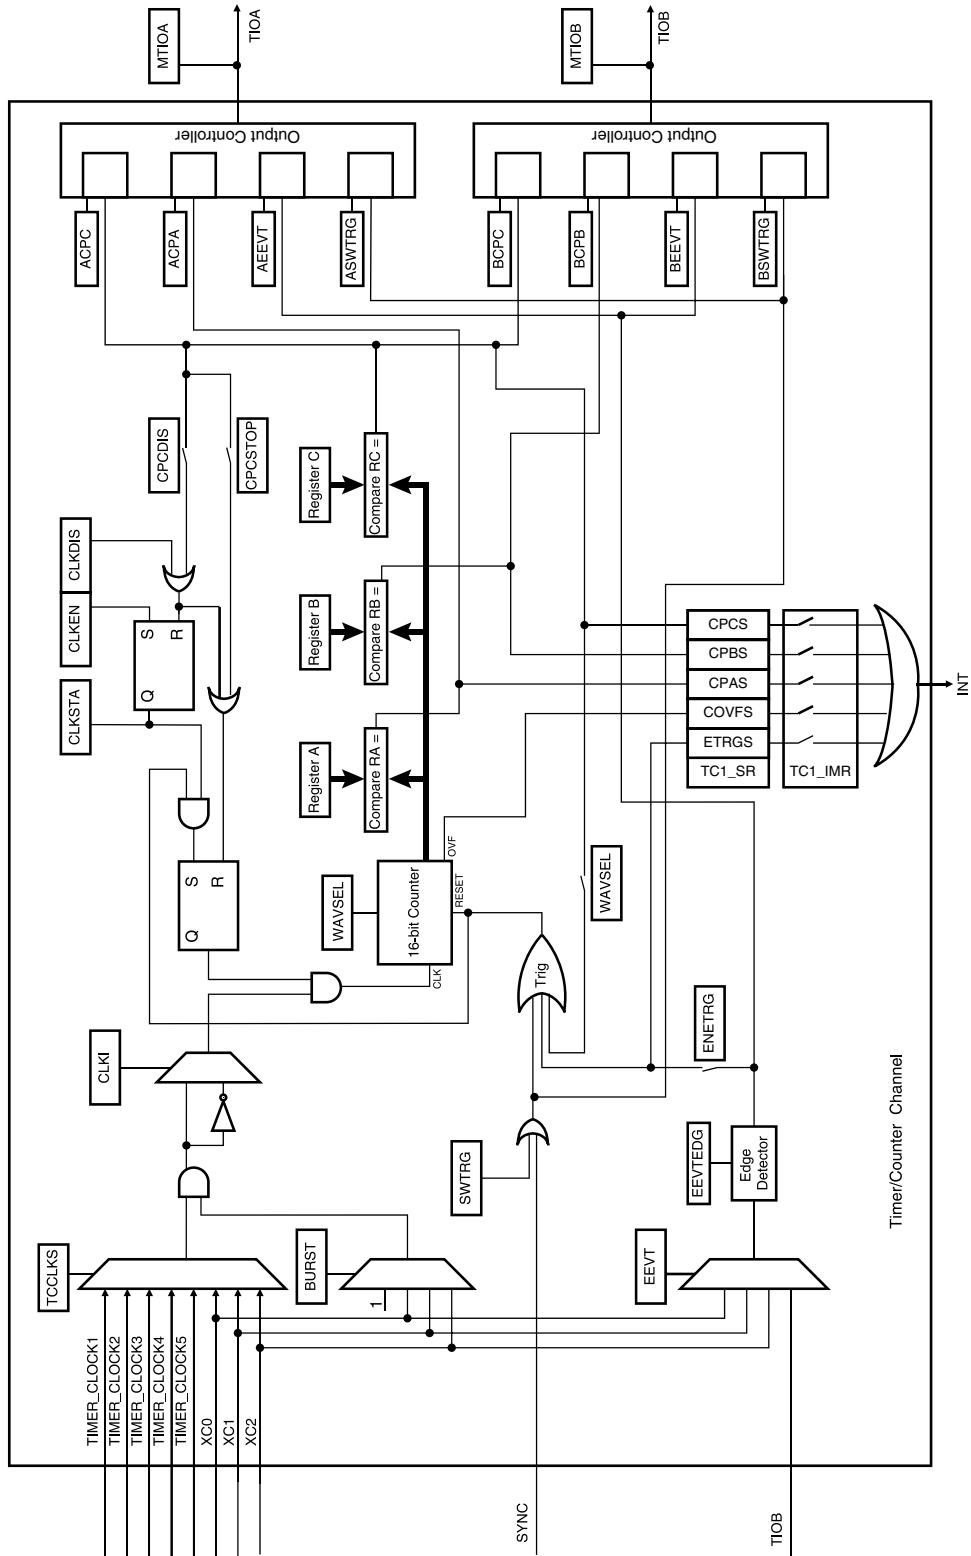 TIMER_CLOCK1
TIMER_CLOCK2
TIMER_CLOCK3
TIMER_CLOCK4
TIMER_CLOCK5
XC0
XC1
XC2
TCCLKS
CLKI
BURST
1
CLKSTA
CLKEN
CLKDIS
Q
S
R
Q
S
R
CPCDIS
CPCSTOP
ACPC
ACPA
AEEVT
ASWTRG
Output Controller
MTIOA
TIOA
Register A
Register B
Register C
Compare RA =
Compare RB =
Compare RC =
WAVSEL
16-bit Counter
CLK
RESET
OVF
SYNC
SWTRG
Trig
WAVSEL
BCPC
BCPB
BEEVT
BSWTRG
Output Controller
MTIOB
TIOB
TIOB
EEVT
EEVTEDG
Edge
Detector
ENETRG
CPCS
CPBS
CPAS
COVFS
ETRGS
TC1_SR
TC1_IMR
INT
Timer/Counter Channel